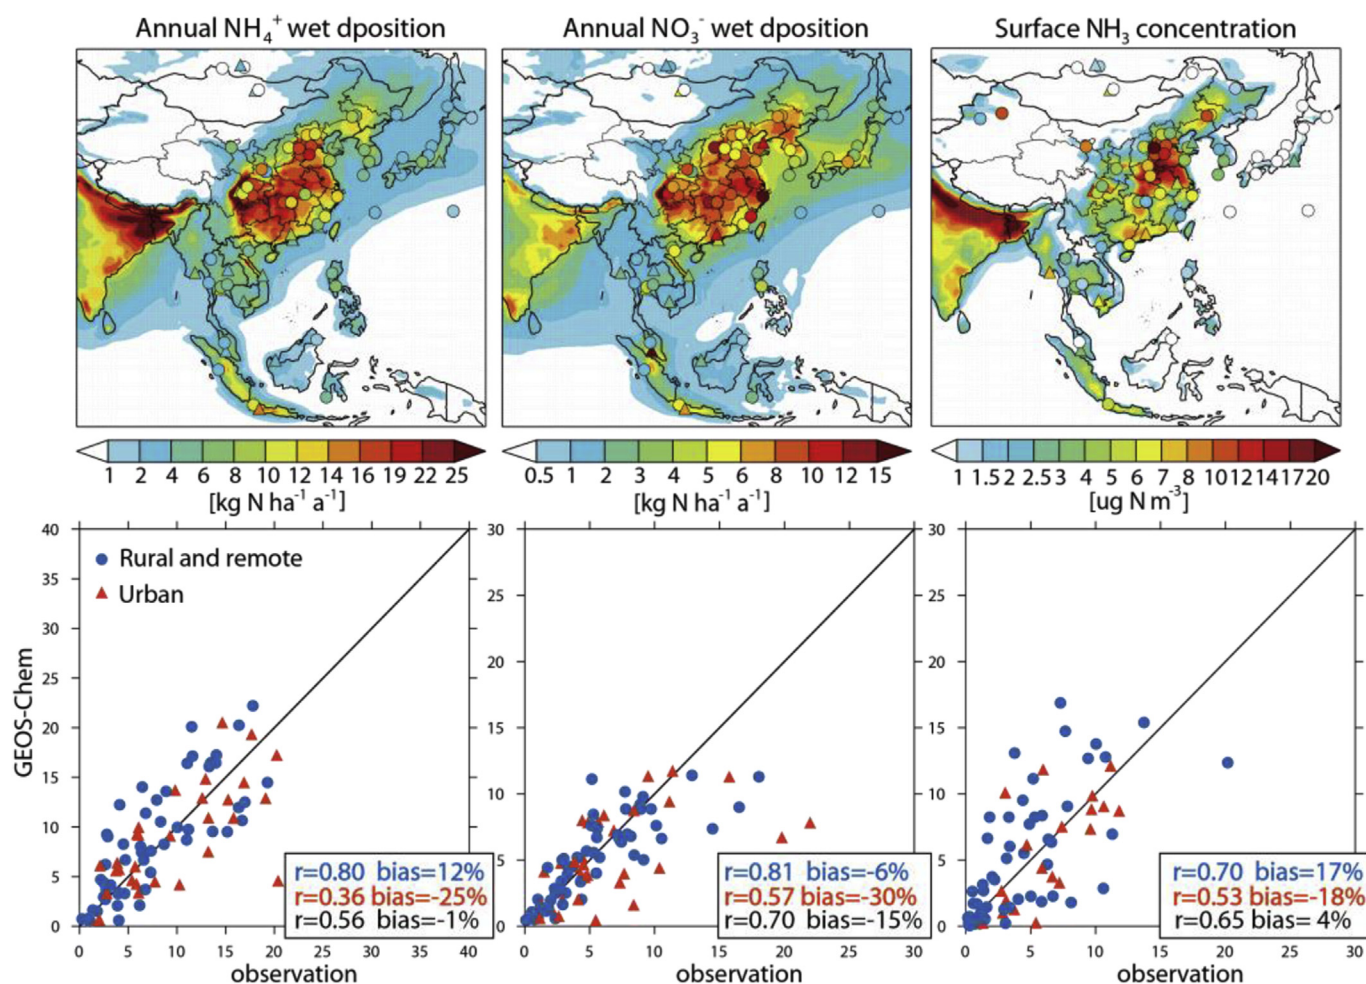 Annual NH4+ wet dposition
Annual NO3- wet dposition
Surface NH3 concentration
1 2 4 6 8 10 12 14 16 19 22 25
0.5 1 2 3 4 5 6 8 10 12 15
1 1.5 2 2.5 3 4 5 6 7 8 10 12 14 17 20
[kg N ha-1 a-1]
[kg N ha-1 a-1]
[ug N m-3]
GEOS-Chem
40
35
30
25
20
15
10
5
0
Rural and remote
Urban
r=0.80 bias=12%
r=0.36 bias=-25%
r=0.56 bias=-1%
0 5 10 15 20 25 30 35 40
observation
30
25
20
15
10
5
0
r=0.81 bias=-6%
r=0.57 bias=-30%
r=0.70 bias=-15%
0 5 10 15 20 25 30
observation
30
25
20
15
10
5
0
r=0.70 bias=17%
r=0.53 bias=-18%
r=0.65 bias= 4%
0 5 10 15 20 25 30
observation